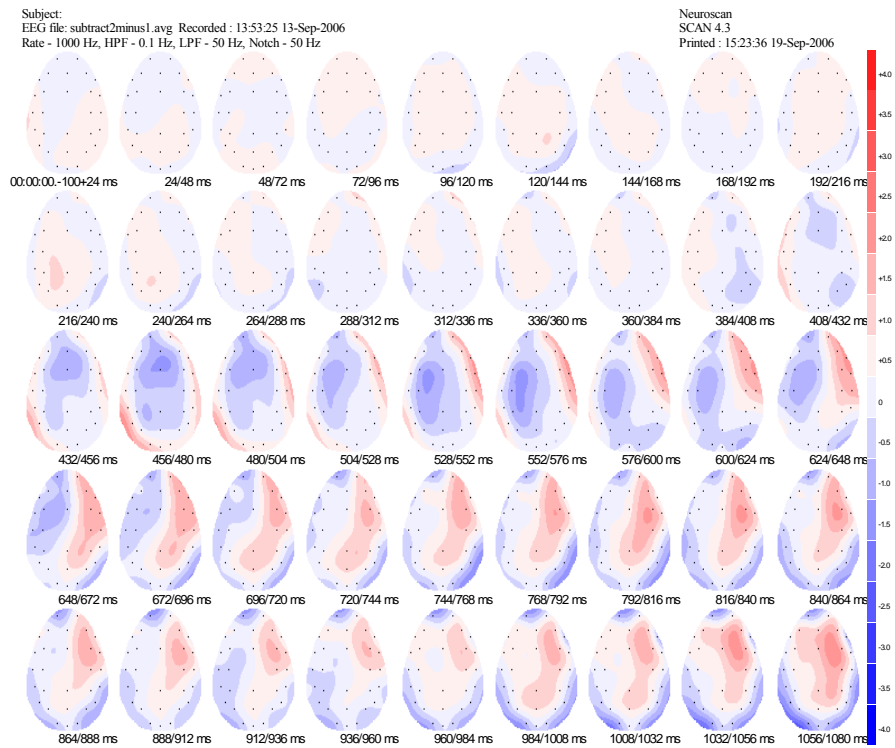 Subject:
EEG file: subtract2minus1.avg Recorded : 13:53:25 13-Sep-2006
Rate - 1000 Hz, HPF - 0.1 Hz, LPF - 50 Hz, Notch - 50 Hz
Neuroscan
SCAN 4.3
Printed : 15:23:36 19-Sep-2006
00:00:00.-100+24 ms 24/48 ms 48/72 ms 72/96 ms 96/120 ms 120/144 ms 144/168 ms 168/192 ms 192/216 ms
216/240 ms 240/264 ms 264/288 ms 288/312 ms 312/336 ms 336/360 ms 360/384 ms 384/408 ms 408/432 ms
432/456 ms 456/480 ms 480/504 ms 504/528 ms 528/552 ms 552/576 ms 576/600 ms 600/624 ms 624/648 ms
648/672 ms 672/696 ms 696/720 ms 720/744 ms 744/768 ms 768/792 ms 792/816 ms 816/840 ms 840/864 ms
864/888 ms 888/912 ms 912/936 ms 936/960 ms 960/984 ms 984/1008 ms 1008/1032 ms 1032/1056 ms 1056/1080 ms
+4.0
+3.5
+3.0
+2.5
+2.0
+1.5
+1.0
+0.5
0
-0.5
-1.0
-1.5
-2.0
-2.5
-3.0
-3.5
-4.0